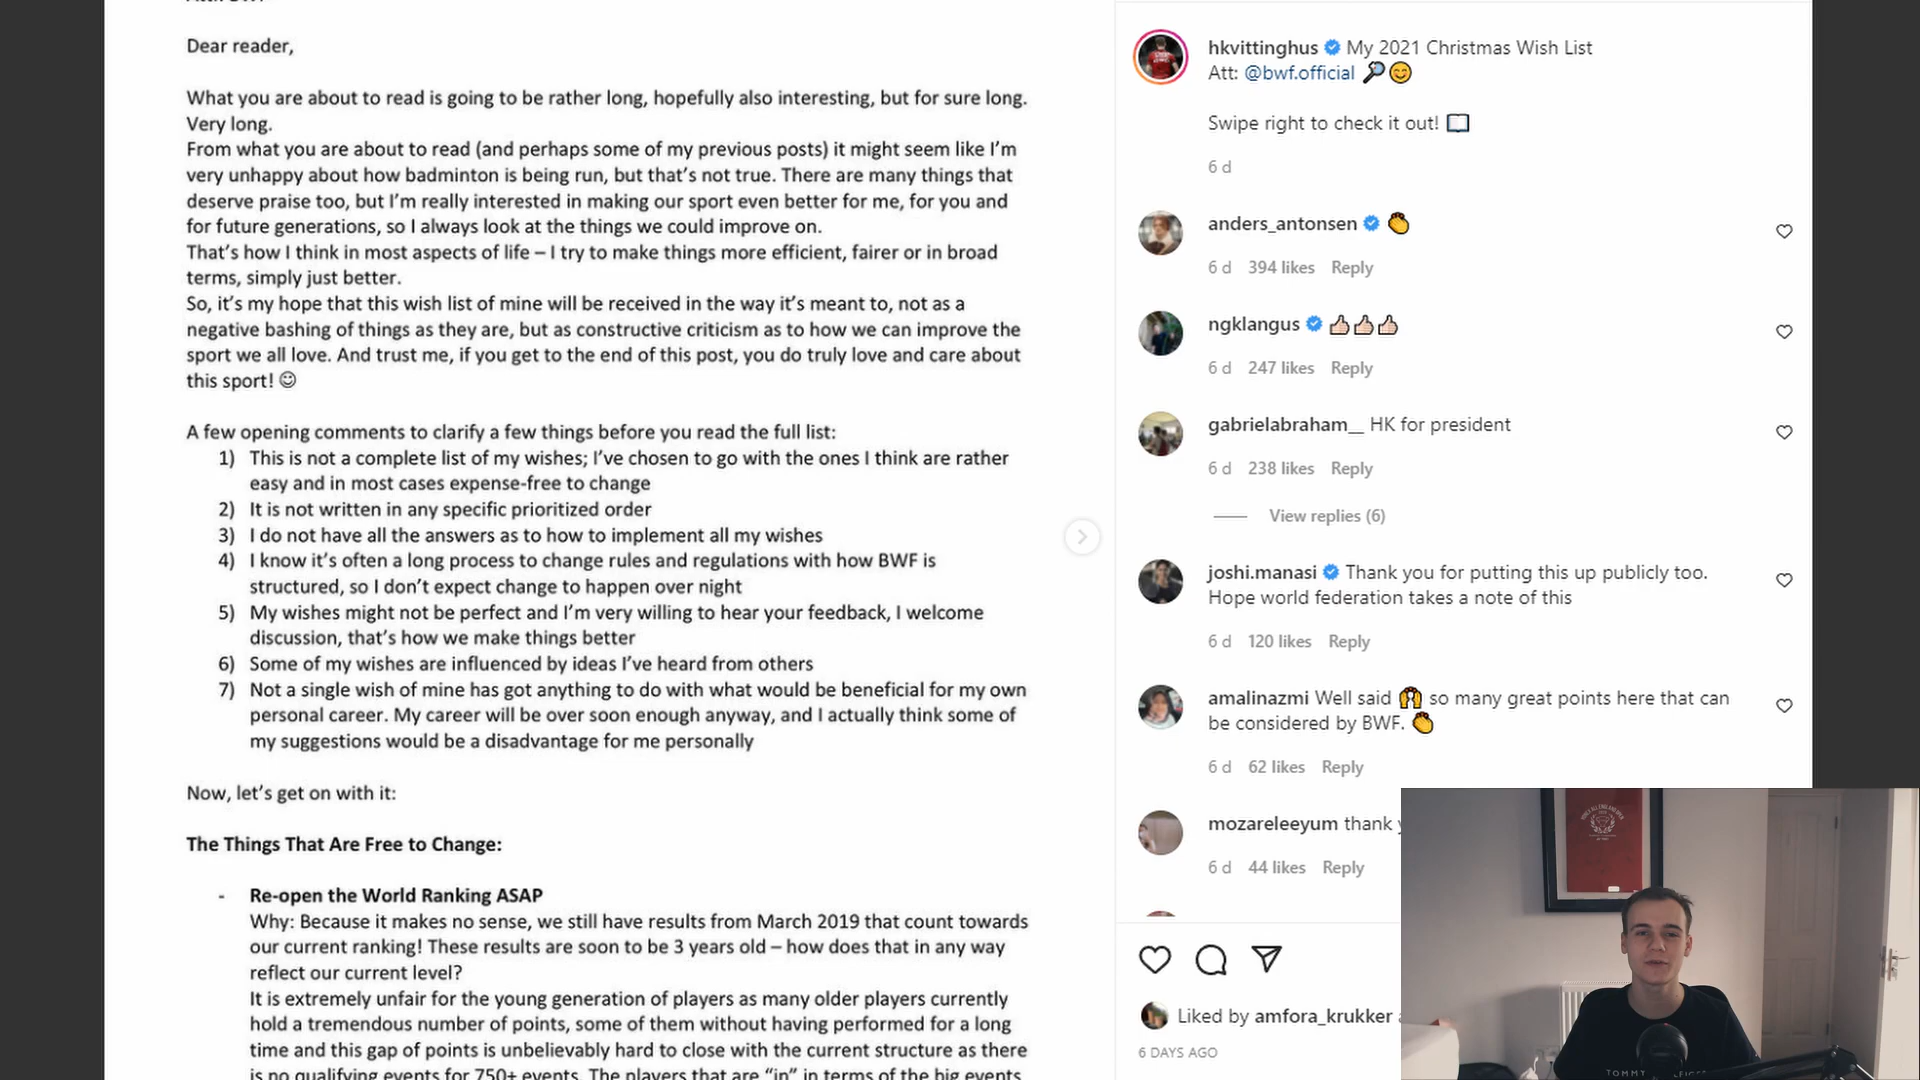 Dear reader,
What you are about to read is going to be rather long, hopefully also interesting, but for sure long.
Very long.
From what you are about to read (and perhaps some of my previous posts) it might seem like I'm
very unhappy about how badminton is being run, but that's not true. There are many things that
deserve praise too, but I'm really interested in making our sport even better for me, for you and
for future generations, so I always look at the things we could improve on.
That's how I think in most aspects of life – I try to make things more efficient, fairer or in broad
terms, simply just better.
So, it's my hope that this wish list of mine will be received in the way it's meant to, not as a
negative bashing of things as they are, but as constructive criticism as to how we can improve the
sport we all love. And trust me, if you get to the end of this post, you do truly love and care about
this sport! ☺
A few opening comments to clarify a few things before you read the full list:
1) This is not a complete list of my wishes; I've chosen to go with the ones I think are rather
easy and in most cases expense-free to change
2) It is not written in any specific prioritized order
3) I do not have all the answers as to how to implement all my wishes
4) I know it's often a long process to change rules and regulations with how BWF is
structured, so I don't expect change to happen over night
5) My wishes might not be perfect and I'm very willing to hear your feedback, I welcome
discussion, that's how we make things better
6) Some of my wishes are influenced by ideas I've heard from others
7) Not a single wish of mine has got anything to do with what would be beneficial for my own
personal career. My career will be over soon enough anyway, and I actually think some of
my suggestions would be a disadvantage for me personally
Now, let's get on with it:
The Things That Are Free to Change:
- Re-open the World Ranking ASAP
Why: Because it makes no sense, we still have results from March 2019 that count towards
our current ranking! These results are soon to be 3 years old – how does that in any way
reflect our current level?
It is extremely unfair for the young generation of players as many older players currently
hold a tremendous number of points, some of them without having performed for a long
time and this gap of points is unbelievably hard to close with the current structure as there
is no qualifying events for 750+ events. The players that are "in" in terms of the big events
hkvittinghus My 2021 Christmas Wish List
Att: @bwf.official 🔎😊
Swipe right to check it out! 📖
6 d
anders_antonsen 👏
6 d 394 likes Reply
ngklangus 👍🏻👍🏻👍🏻
6 d 247 likes Reply
gabrielabraham__ HK for president
6 d 238 likes Reply
View replies (6)
joshi.manasi Thank you for putting this up publicly too.
Hope world federation takes a note of this
6 d 120 likes Reply
amalinazmi Well said 🙌 so many great points here that can
be considered by BWF. 👏
6 d 62 likes Reply
mozareleeyum thank
6 d 44 likes Reply
Liked by amfora_krukker
6 DAYS AGO
TOMMY